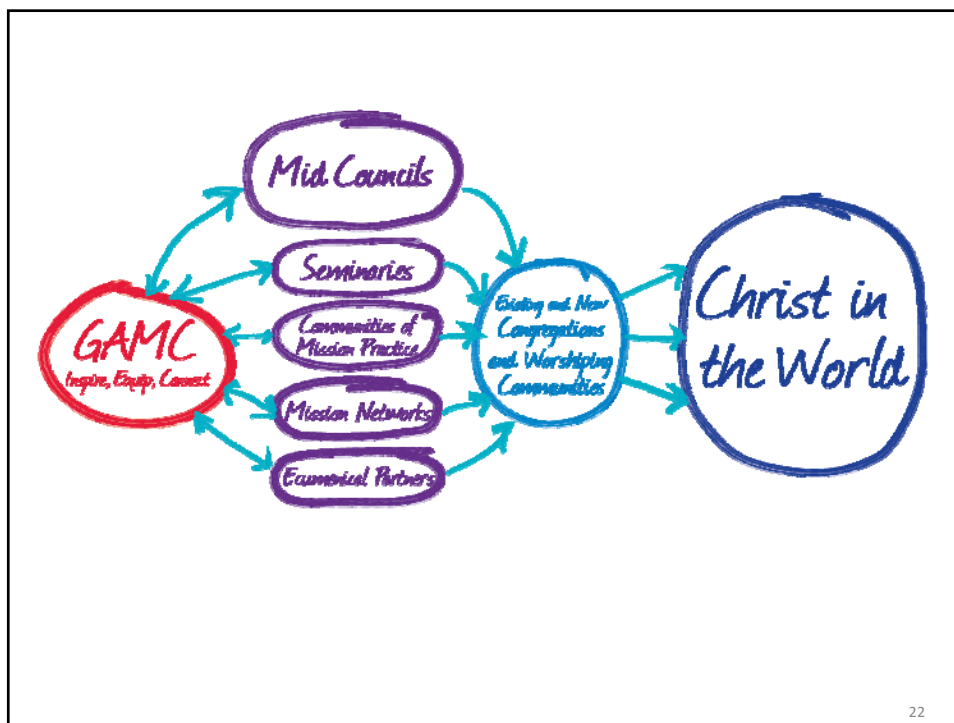 Mid Councils
Seminaries
Communities of
Mission Practice
Mission Networks
Ecumenical Partners
GAMC
Inspire, Equip, Connect
Existing and New
Congregations
and Worshiping
Communities
Christ in
the World
22